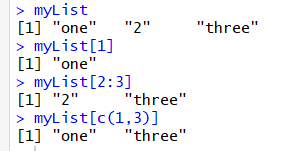 > myList
[1] "one"   "2"     "three"
> myList[1]
[1] "one"
> myList[2:3]
[1] "2"     "three"
> myList[c(1,3)]
[1] "one"   "three"